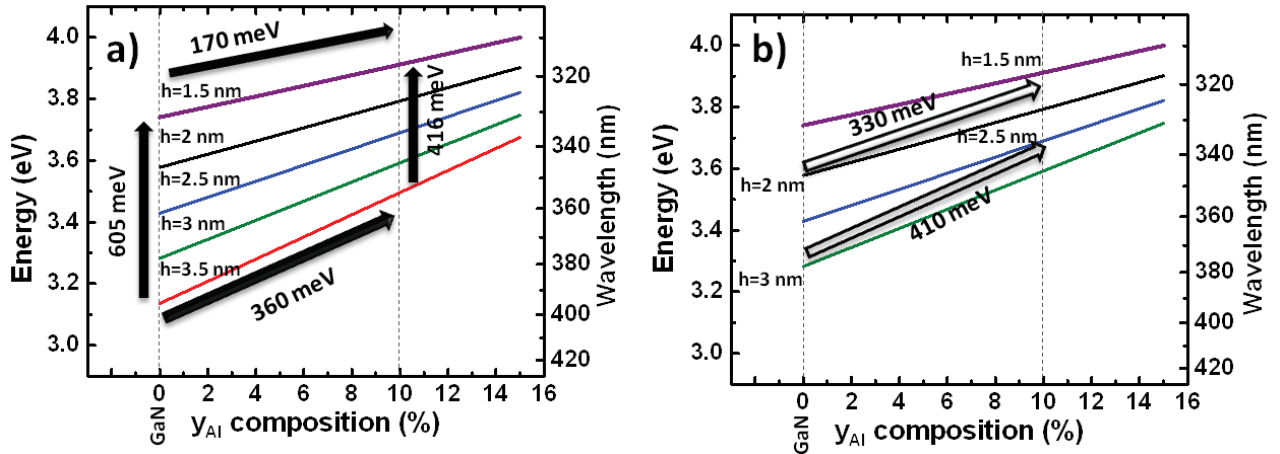 a)
170 meV
h=1.5 nm
h=2 nm
h=2.5 nm
h=3 nm
h=3.5 nm
605 meV
416 meV
360 meV
Energy (eV)
4.0
3.8
3.6
3.4
3.2
3.0
0 2 4 6 8 10 12 14 16
GaN
y_Al composition (%)
320
340
360
380
400
420
Wavelength (nm)
b)
h=1.5 nm
330 meV
h=2.5 nm
h=2 nm
410 meV
h=3 nm
Energy (eV)
4.0
3.8
3.6
3.4
3.2
3.0
0 2 4 6 8 10 12 14 16
GaN
y_Al composition (%)
320
340
360
380
400
420
Wavelength (nm)